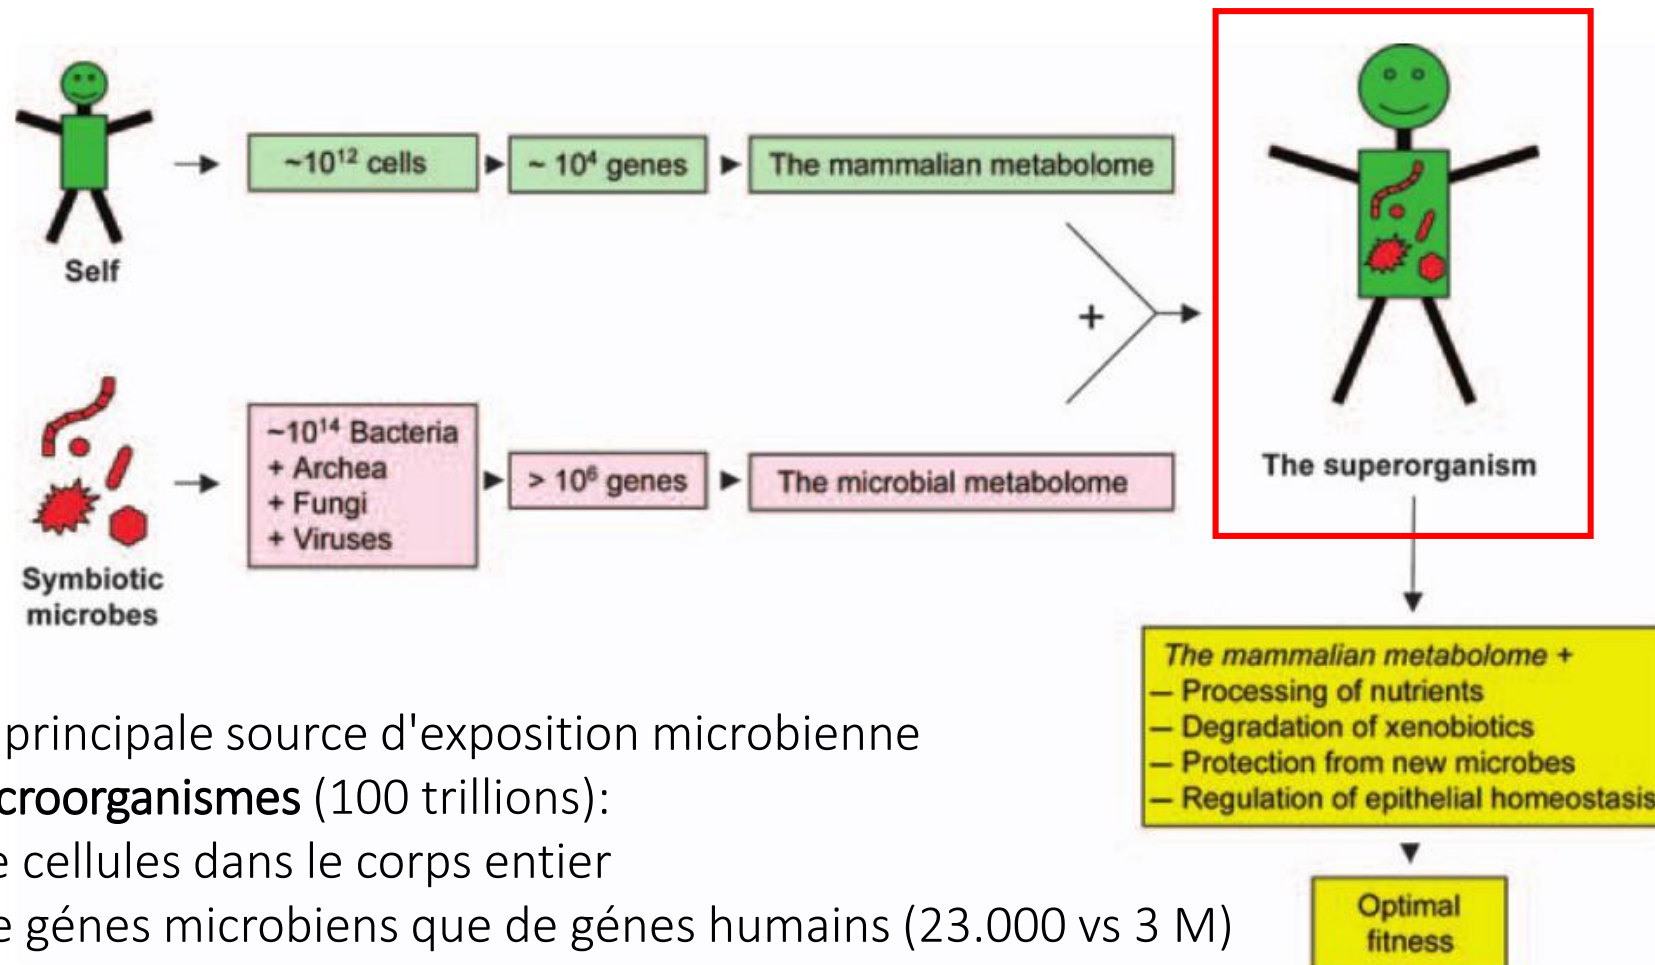 ~10¹² cells
~ 10⁴ genes
The mammalian metabolome
Self
+
~10¹⁴ Bacteria
+ Archea
+ Fungi
+ Viruses
> 10⁶ genes
The microbial metabolome
Symbiotic
microbes
The superorganism
The mammalian metabolome +
— Processing of nutrients
— Degradation of xenobiotics
— Protection from new microbes
— Regulation of epithelial homeostasis
Optimal
fitness
principale source d'exposition microbienne
croorganismes (100 trillions):
e cellules dans le corps entier
e génes microbiens que de génes humains (23.000 vs 3 M)